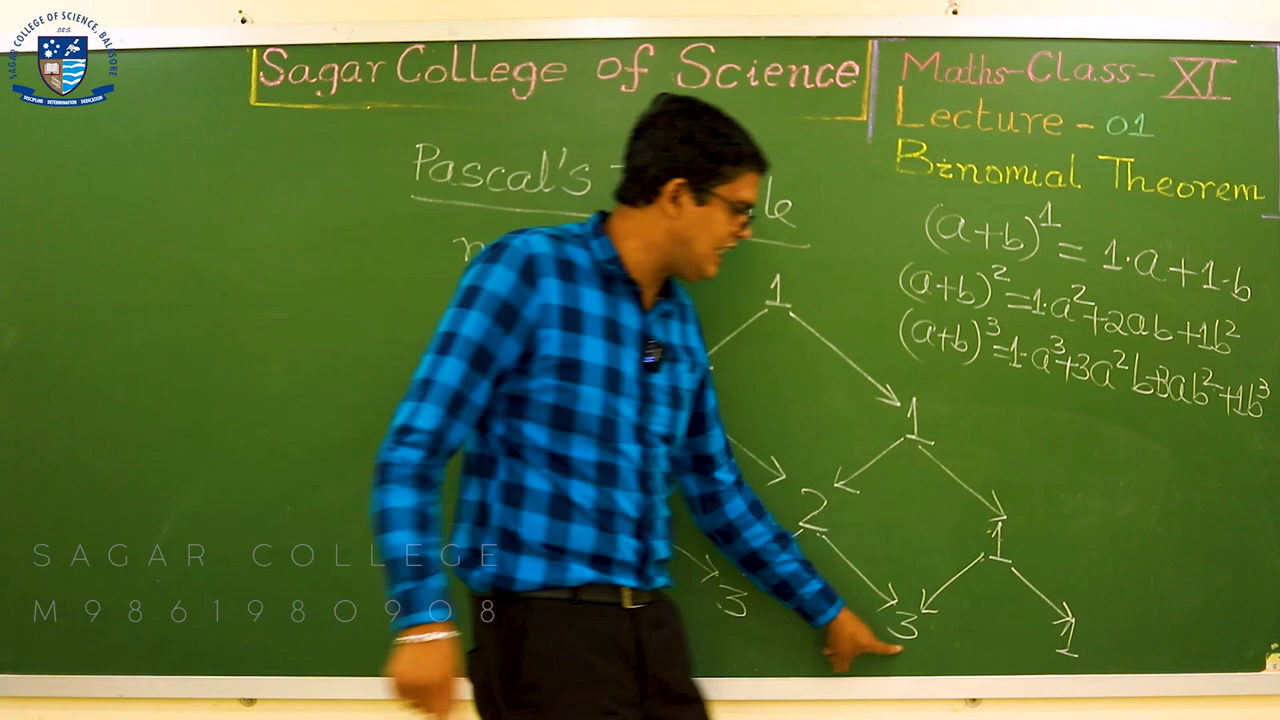 SAGAR COLLEGE OF SCIENCE, BALASORE
SCS
DISCIPLINE · DETERMINATION · DEDICATION
Sagar College of Science
Maths-Class-XI
Lecture-01
Binomial Theorem
Pascal's
(a+b)¹ = 1·a+1·b
(a+b)² =1·a²+2ab+1b²
(a+b)³ =1·a³+3a²b+3ab²+1b³
1
1
2
1
3
3
1
SAGAR COLLEGE
M9861980908